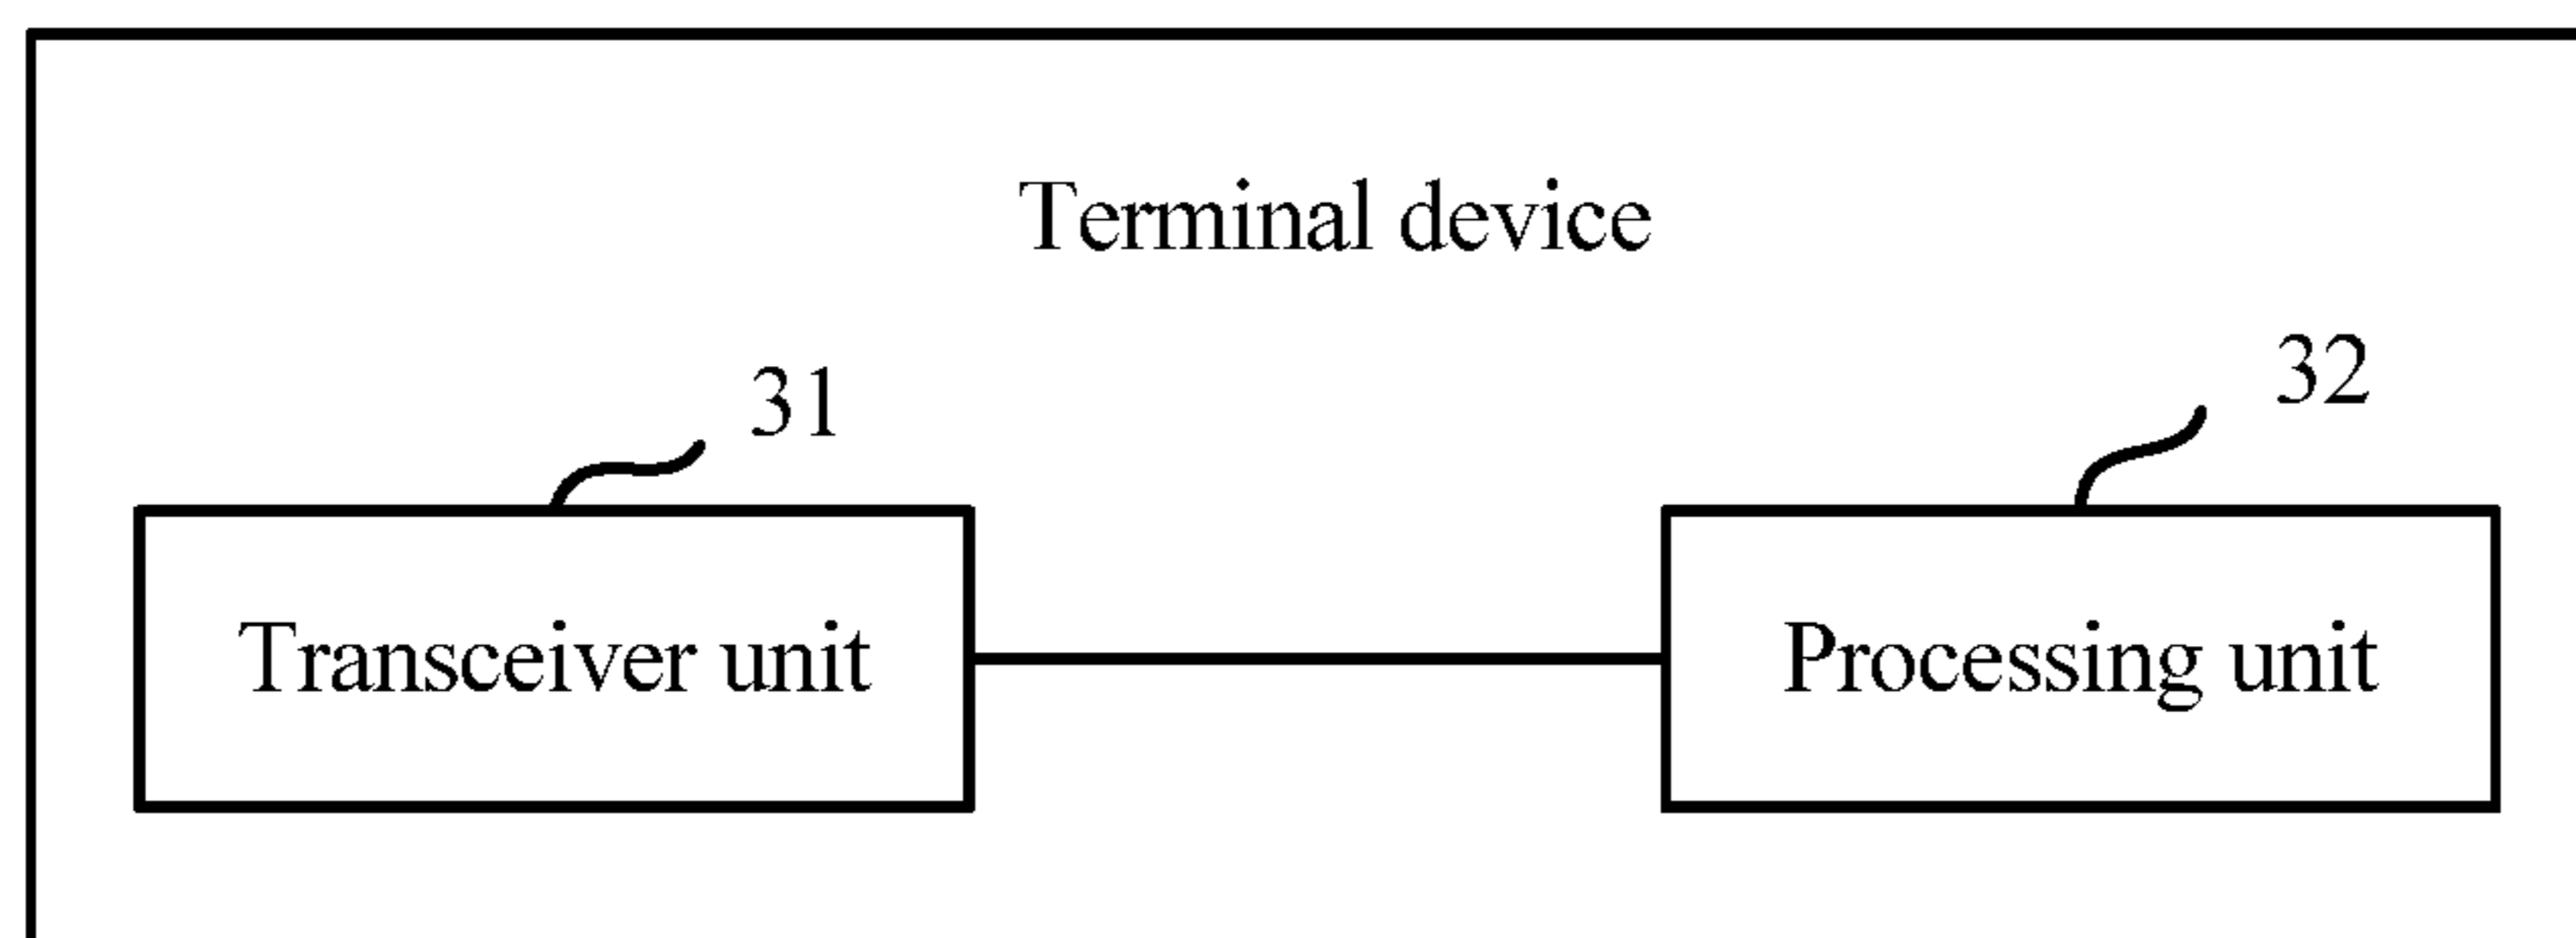 Terminal device
31
32
Transceiver unit
Processing unit